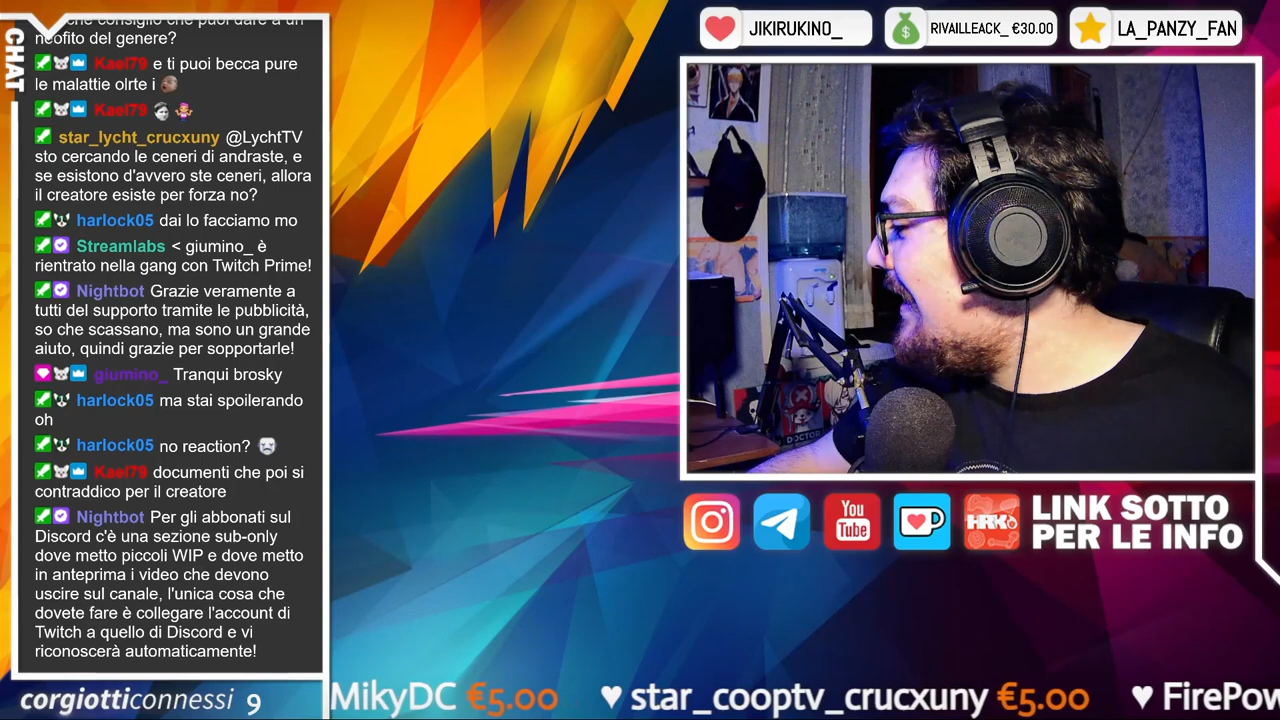 CHAT
che consiglio che puoi dare a un
neofito del genere?
Kael79 e ti puoi becca pure
le malattie olrte i
Kael79
star_lycht_crucxuny @LychtTV
sto cercando le ceneri di andraste, e
se esistono d'avvero ste ceneri, allora
il creatore esiste per forza no?
harlock05 dai lo facciamo mo
Streamlabs < giumino_ è
rientrato nella gang con Twitch Prime!
Nightbot Grazie veramente a
tutti del supporto tramite le pubblicità,
so che scassano, ma sono un grande
aiuto, quindi grazie per sopportarle!
giumino_ Tranqui brosky
harlock05 ma stai spoilerando
oh
harlock05 no reaction?
Kael79 documenti che poi si
contraddico per il creatore
Nightbot Per gli abbonati sul
Discord c'è una sezione sub-only
dove metto piccoli WIP e dove metto
in anteprima i video che devono
uscire sul canale, l'unica cosa che
dovete fare è collegare l'account di
Twitch a quello di Discord e vi
riconoscerà automaticamente!
corgiotticonnessi 9
JIKIRUKINO_
RIVAILLEACK_ €30.00
LA_PANZY_FAN
DOCTOR
You
Tube
HRK
LINK SOTTO
PER LE INFO
MikyDC €5.00 ♥ star_cooptv_crucxuny €5.00 ♥ FirePow